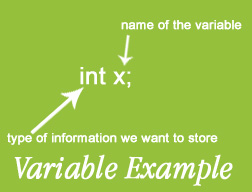 name of the variable
int x;
type of information we want to store
Variable Example